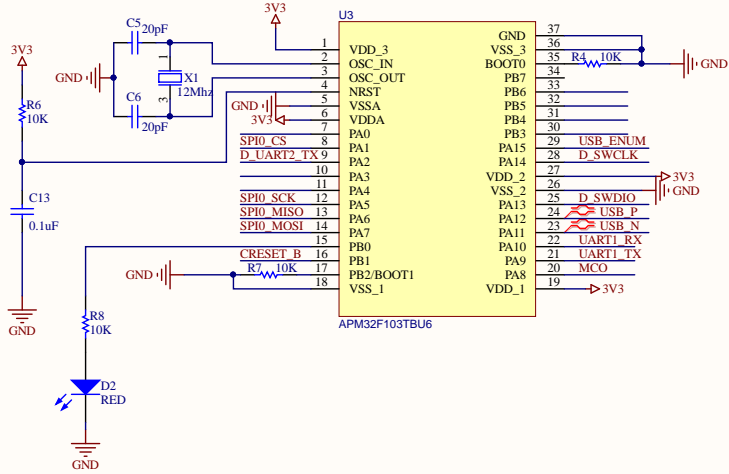 3V3
U3
C5 20pF
GND
X1
12Mhz
1
3
C6
20pF
3V3
R6
10K
C13
0.1uF
GND
GND
3V3
1 VDD_3
2 OSC_IN
3 OSC_OUT
4 NRST
5 VSSA
6 VDDA
7 PA0
SPI0_CS 8 PA1
D_UART2_TX 9 PA2
10 PA3
11 PA4
SPI0_SCK 12 PA5
SPI0_MISO 13 PA6
SPI0_MOSI 14 PA7
15 PB0
CRESET_B 16 PB1
GND R7 10K 17 PB2/BOOT1
18 VSS_1
GND 37
VSS_3 36
BOOT0 35 R4 10K GND
PB7 34
PB6 33
PB5 32
PB4 31
PB3 30
PA15 29 USB_ENUM
PA14 28 D_SWCLK
VDD_2 27 3V3
VSS_2 26 GND
PA13 25 D_SWDIO
PA12 24 USB_P
PA11 23 USB_N
PA10 22 UART1_RX
PA9 21 UART1_TX
PA8 20 MCO
VDD_1 19 3V3
APM32F103TBU6
R8
10K
D2
RED
GND